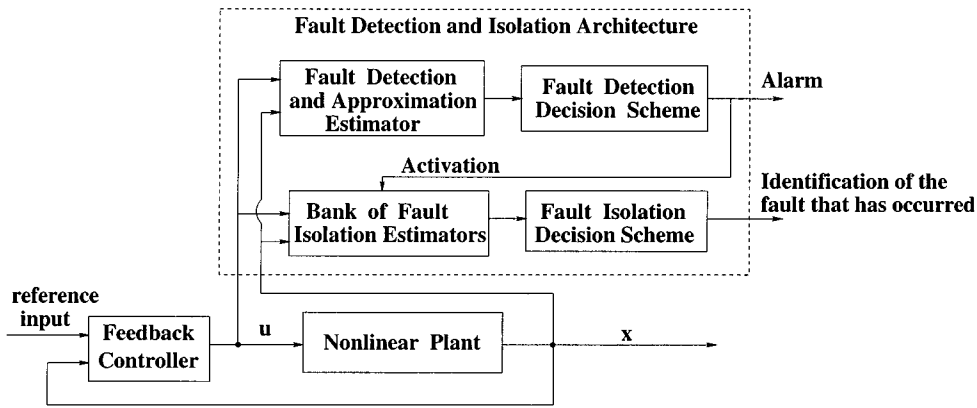 Fault Detection and Isolation Architecture
Fault Detection
and Approximation
Estimator
Fault Detection
Decision Scheme
Alarm
Activation
Bank of Fault
Isolation Estimators
Fault Isolation
Decision Scheme
Identification of the
fault that has occurred
reference
input
Feedback
Controller
u
Nonlinear Plant
x